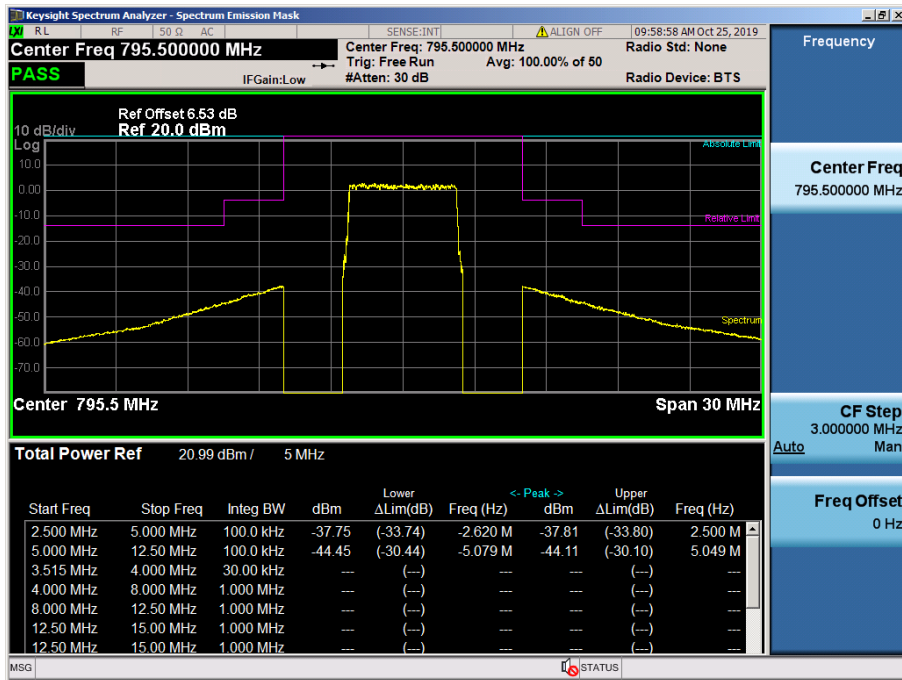 Keysight Spectrum Analyzer - Spectrum Emission Mask
LXI RL RF 50 Ω AC SENSE:INT ALIGN OFF 09:58:58 AM Oct 25, 2019
Center Freq 795.500000 MHz
Center Freq: 795.500000 MHz Radio Std: None
Trig: Free Run Avg: 100.00% of 50
PASS IFGain:Low #Atten: 30 dB Radio Device: BTS
Frequency
Ref Offset 6.53 dB
10 dB/div Ref 20.0 dBm
Log
Absolute Limit
10.0
0.00
-10.0
Relative Limit
-20.0
-30.0
-40.0
-50.0
Spectrum
-60.0
-70.0
Center 795.5 MHz Span 30 MHz
Center Freq
795.500000 MHz
CF Step
3.000000 MHz
Auto Man
Freq Offset
0 Hz
Total Power Ref 20.99 dBm / 5 MHz
Lower <- Peak -> Upper
Start Freq Stop Freq Integ BW dBm ΔLim(dB) Freq (Hz) dBm ΔLim(dB) Freq (Hz)
2.500 MHz 5.000 MHz 100.0 kHz -37.75 (-33.74) -2.620 M -37.81 (-33.80) 2.500 M
5.000 MHz 12.50 MHz 100.0 kHz -44.45 (-30.44) -5.079 M -44.11 (-30.10) 5.049 M
3.515 MHz 4.000 MHz 30.00 kHz --- (---) --- --- (---) ---
4.000 MHz 8.000 MHz 1.000 MHz --- (---) --- --- (---) ---
8.000 MHz 12.50 MHz 1.000 MHz --- (---) --- --- (---) ---
12.50 MHz 15.00 MHz 1.000 MHz --- (---) --- --- (---) ---
12.50 MHz 15.00 MHz 1.000 MHz --- (---) --- --- (---) ---
MSG STATUS